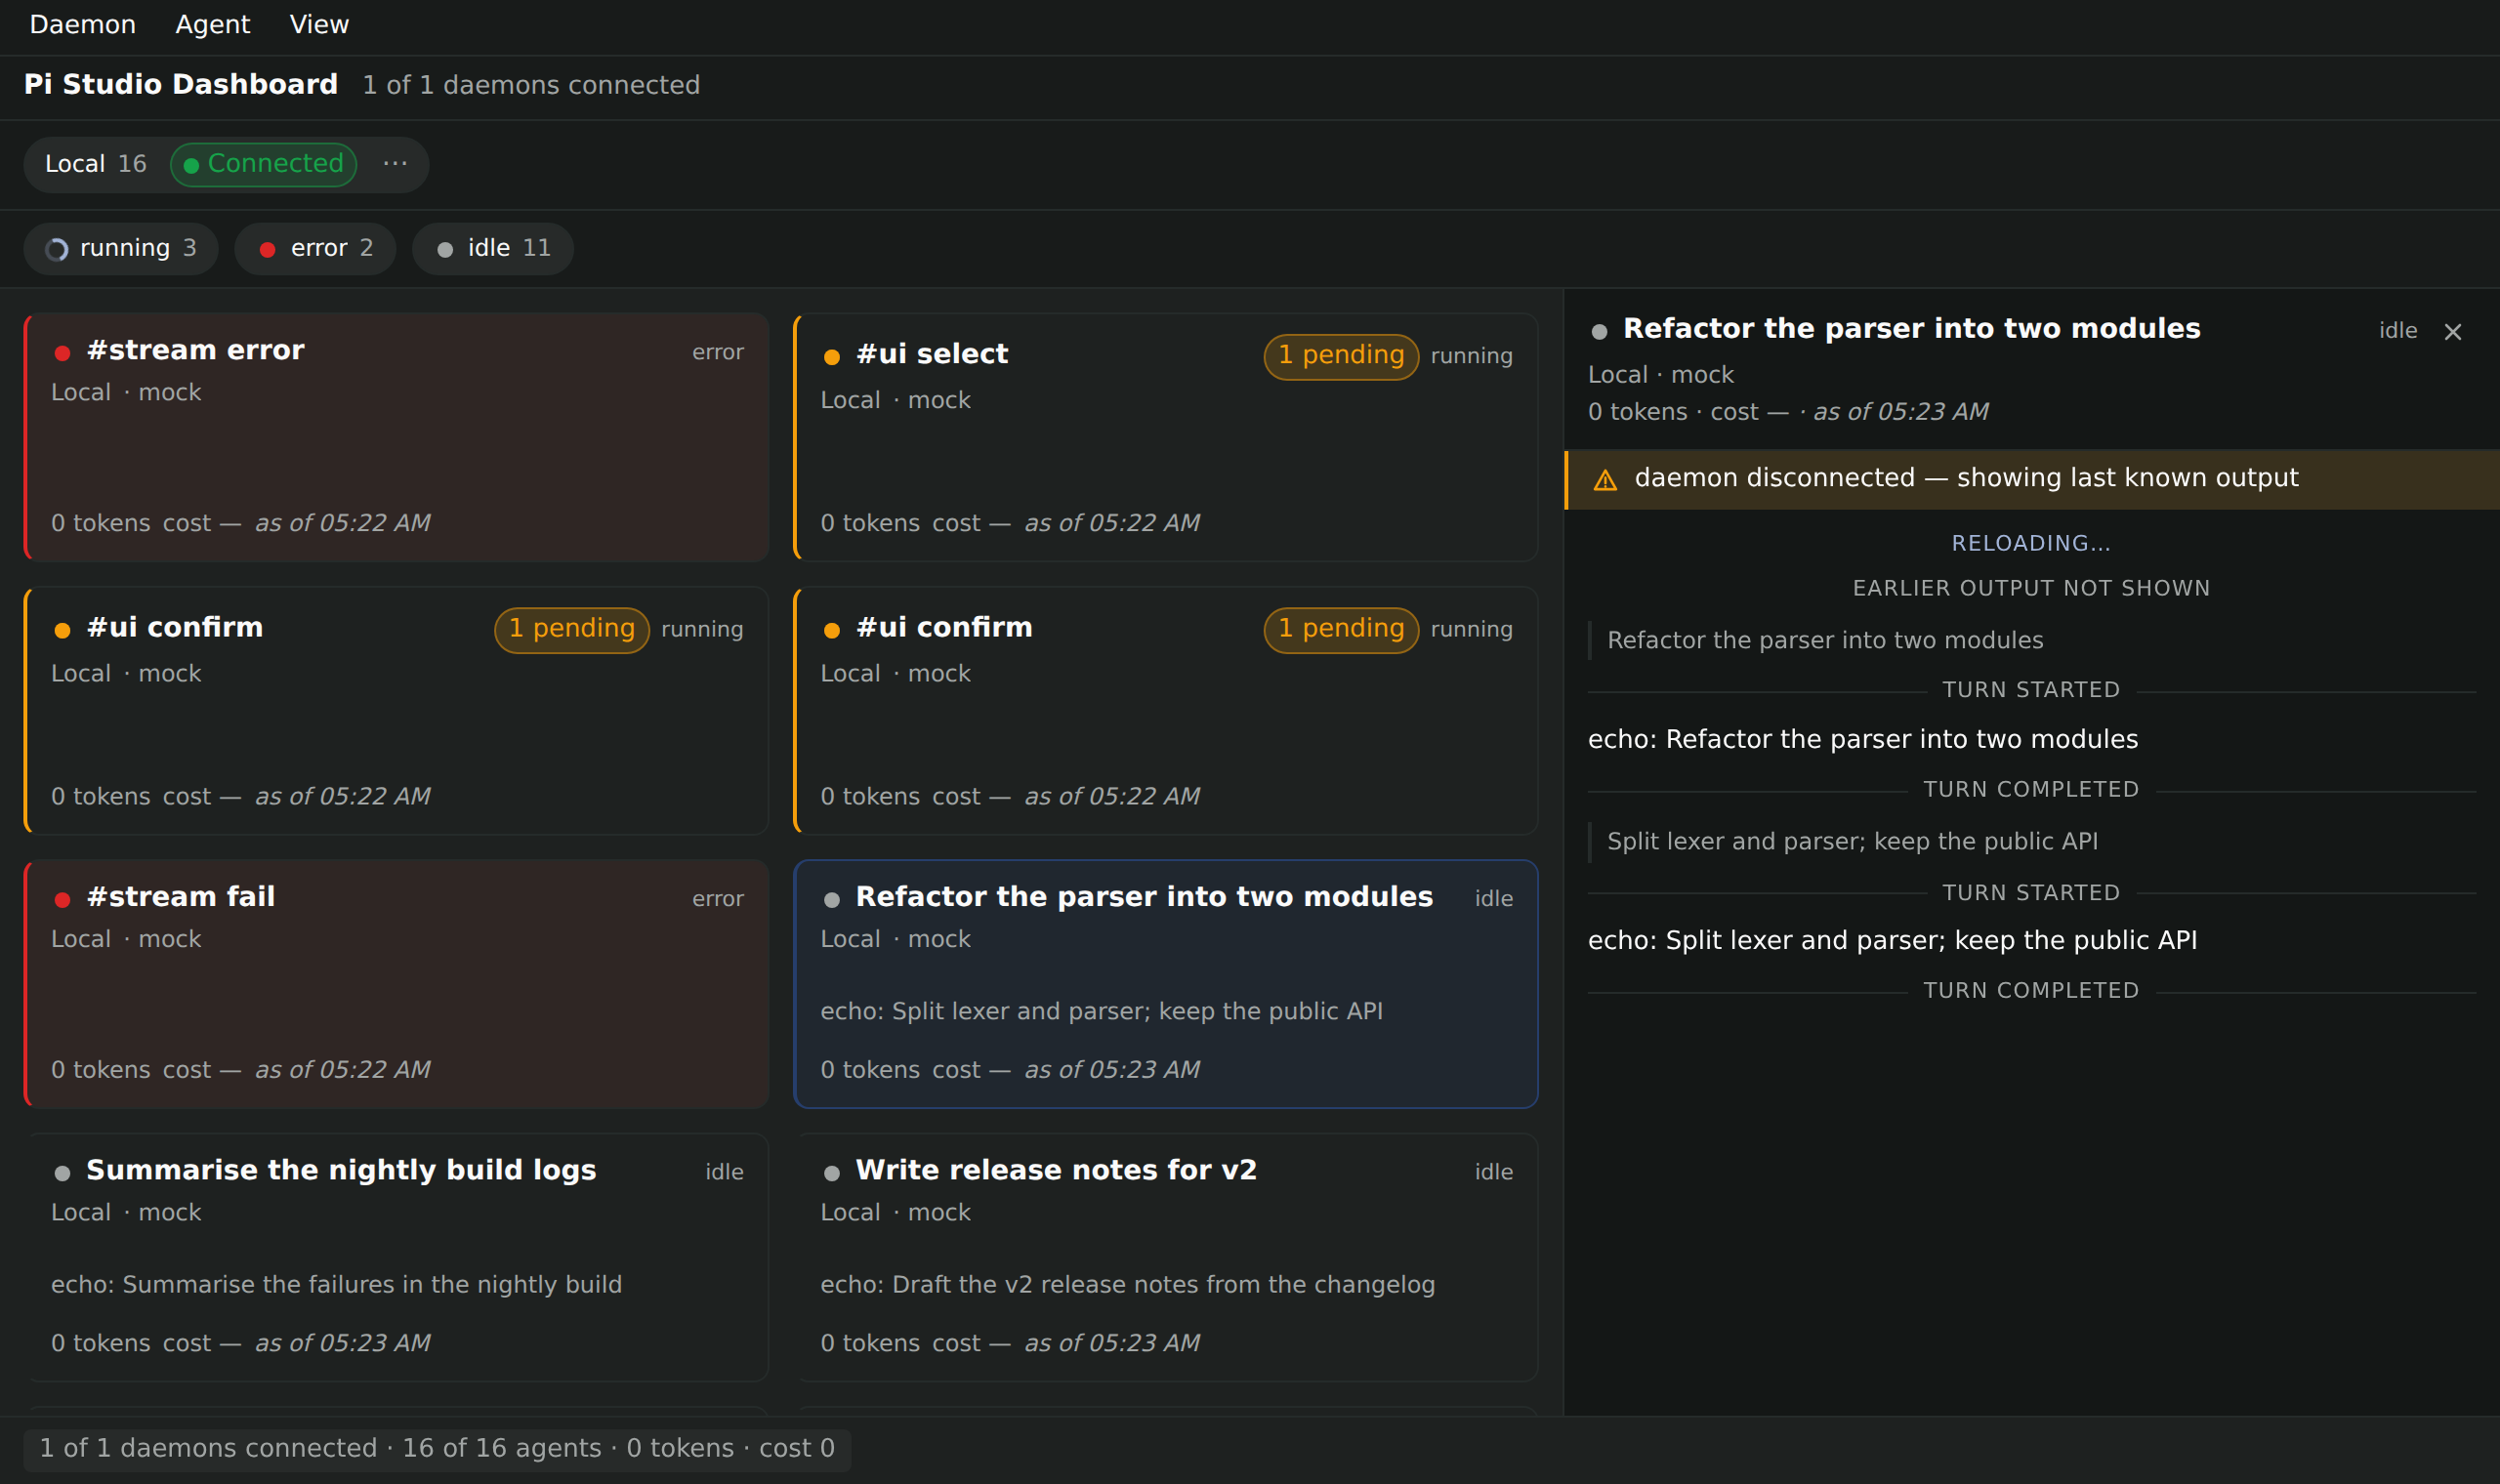 Daemon Agent View
Pi Studio Dashboard 1 of 1 daemons connected
Local 16 Connected ···
running 3 error 2 idle 11
#stream error error
Local · mock
0 tokens cost — as of 05:22 AM
#ui select 1 pending running
Local · mock
0 tokens cost — as of 05:22 AM
#ui confirm 1 pending running
Local · mock
0 tokens cost — as of 05:22 AM
#ui confirm 1 pending running
Local · mock
0 tokens cost — as of 05:22 AM
#stream fail error
Local · mock
0 tokens cost — as of 05:22 AM
Refactor the parser into two modules idle
Local · mock
echo: Split lexer and parser; keep the public API
0 tokens cost — as of 05:23 AM
Summarise the nightly build logs idle
Local · mock
echo: Summarise the failures in the nightly build
0 tokens cost — as of 05:23 AM
Write release notes for v2 idle
Local · mock
echo: Draft the v2 release notes from the changelog
0 tokens cost — as of 05:23 AM
Refactor the parser into two modules idle ×
Local · mock
0 tokens · cost — · as of 05:23 AM
daemon disconnected — showing last known output
RELOADING…
EARLIER OUTPUT NOT SHOWN
Refactor the parser into two modules
TURN STARTED
echo: Refactor the parser into two modules
TURN COMPLETED
Split lexer and parser; keep the public API
TURN STARTED
echo: Split lexer and parser; keep the public API
TURN COMPLETED
1 of 1 daemons connected · 16 of 16 agents · 0 tokens · cost 0